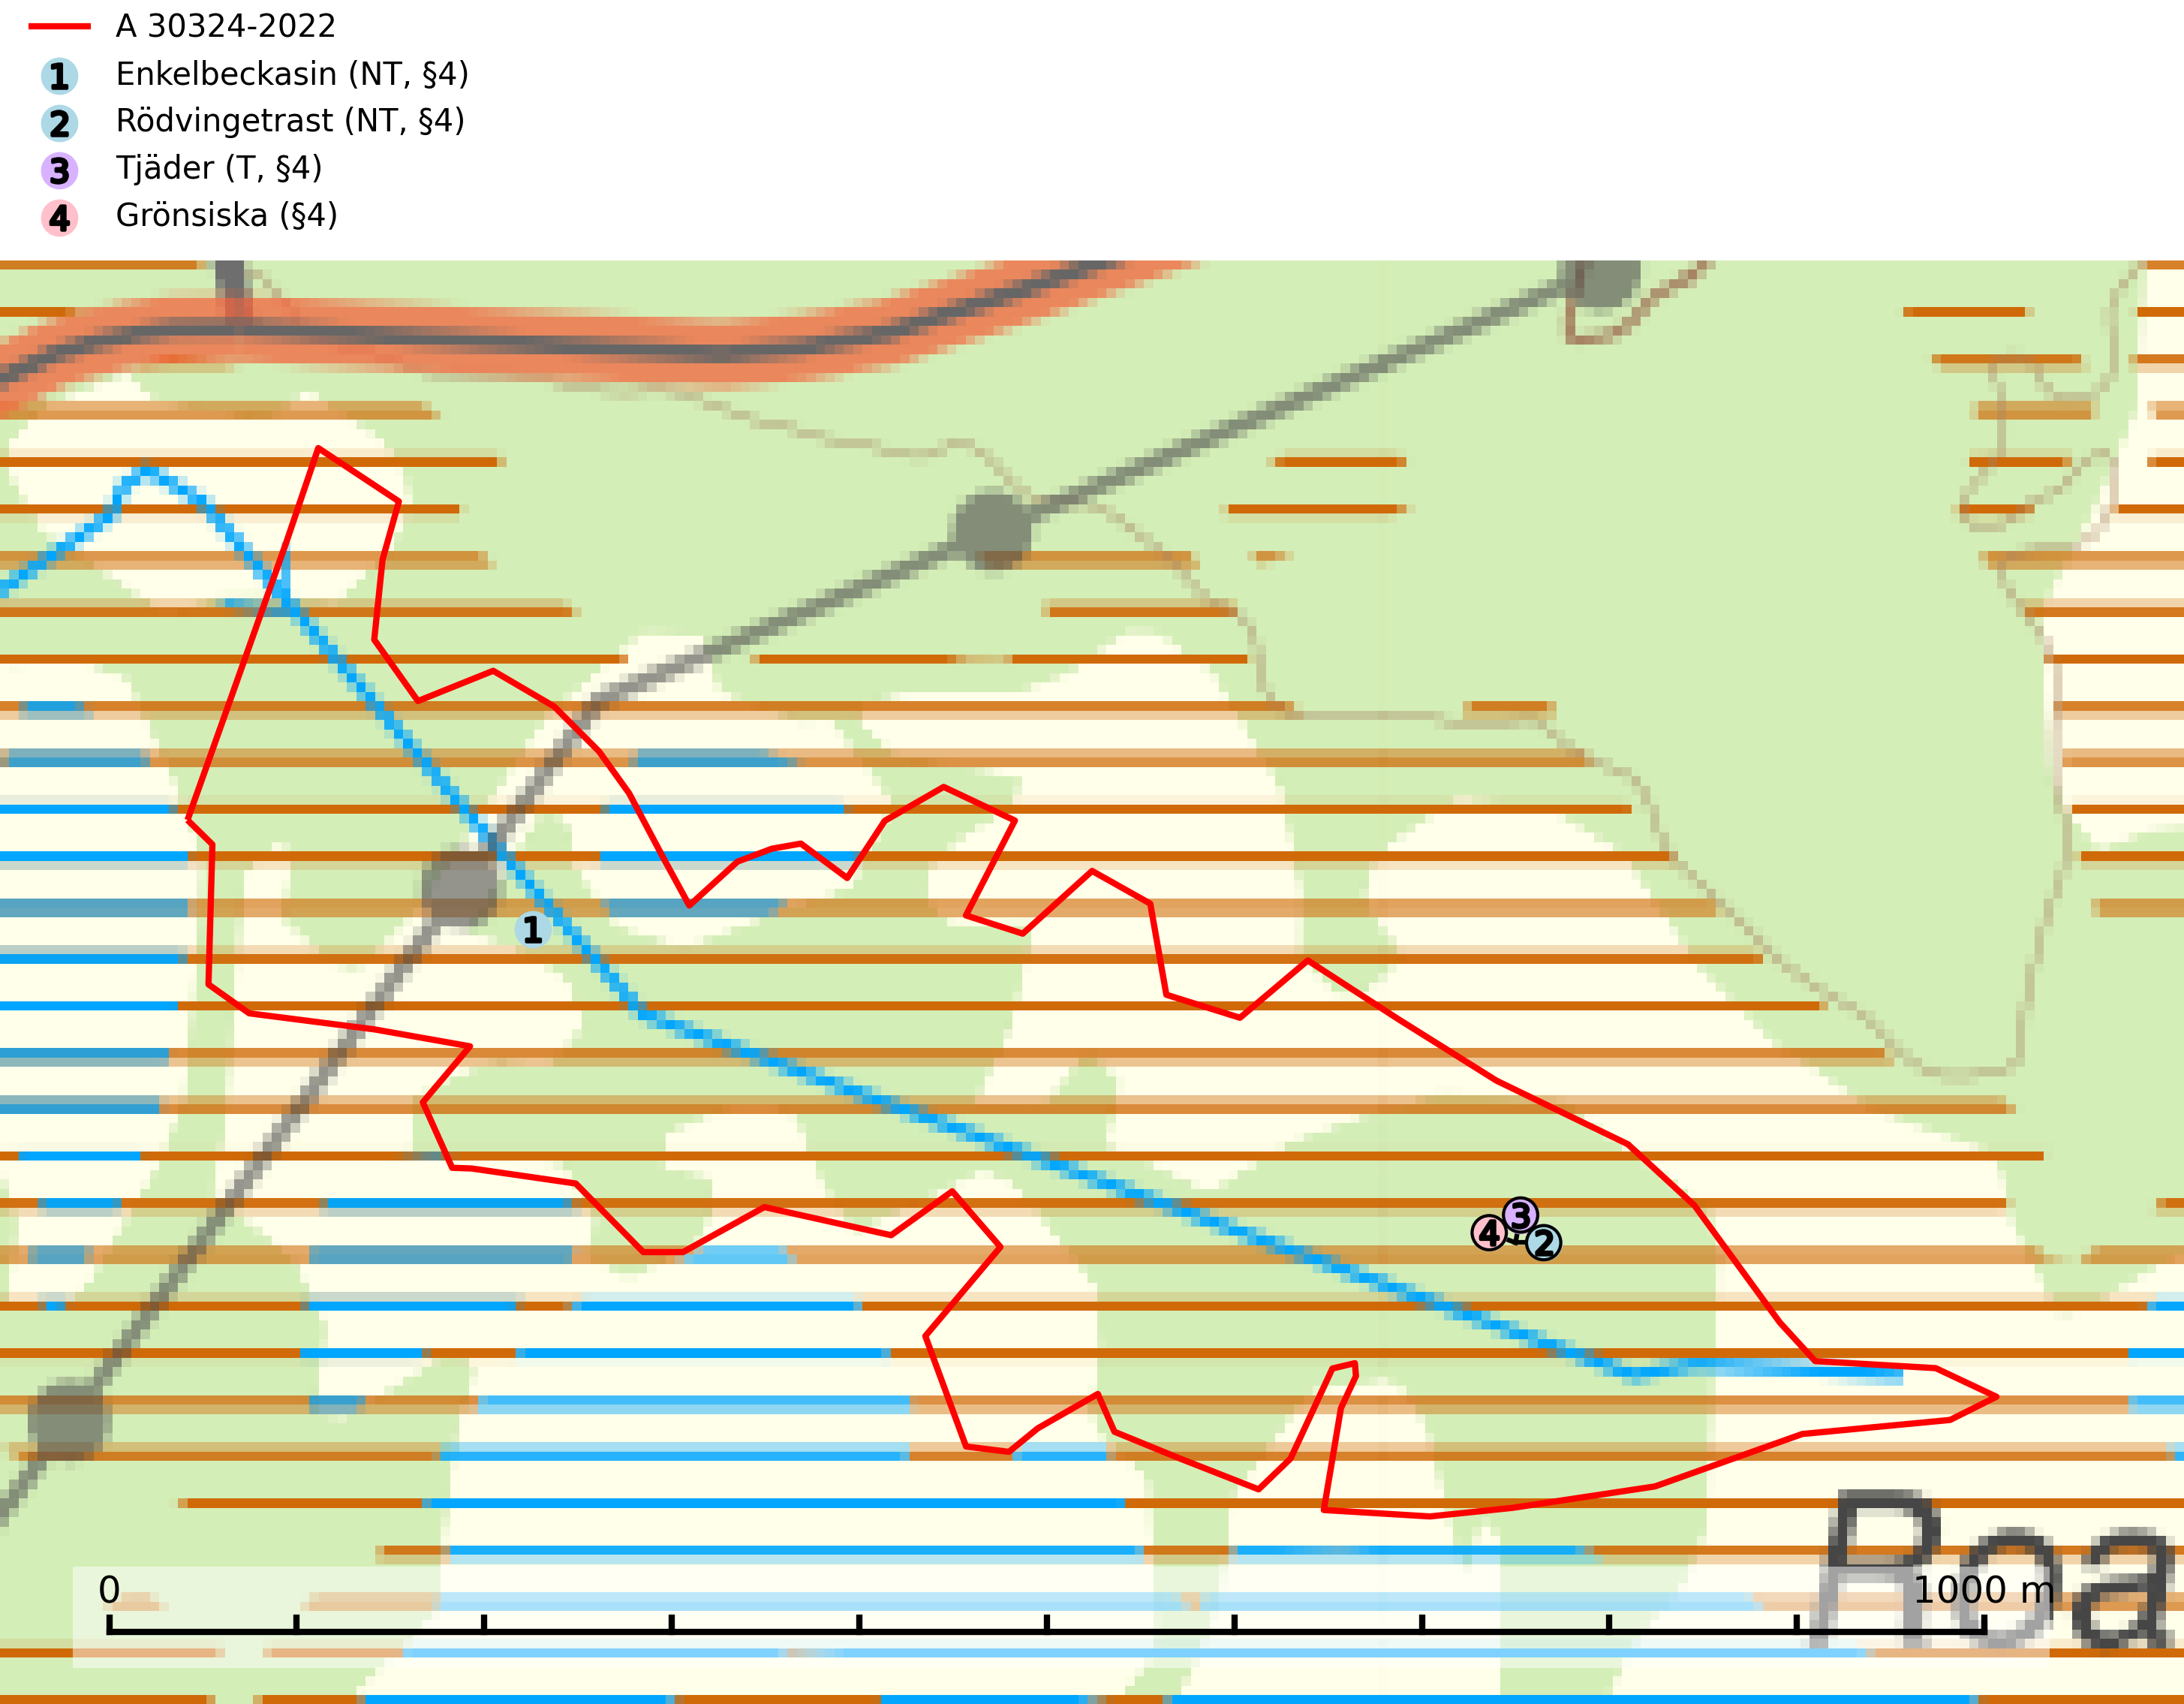 A 30324-2022
1 Enkelbeckasin (NT, §4)
2 Rödvingetrast (NT, §4)
3 Tjäder (T, §4)
4 Grönsiska (§4)
1
3
4 2
Roa
0 1000 m